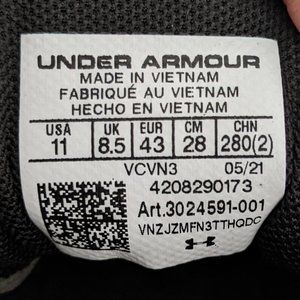 UNDER ARMOUR
MADE IN VIETNAM
FABRIQUÉ AU VIETNAM
HECHO EN VIETNAM
USA UK EUR CM CHN
11 8.5 43 28 280(2)
VCVN3 05/21
4208290173
Art.3024591-001
VNZJZMFN3TTHQDC